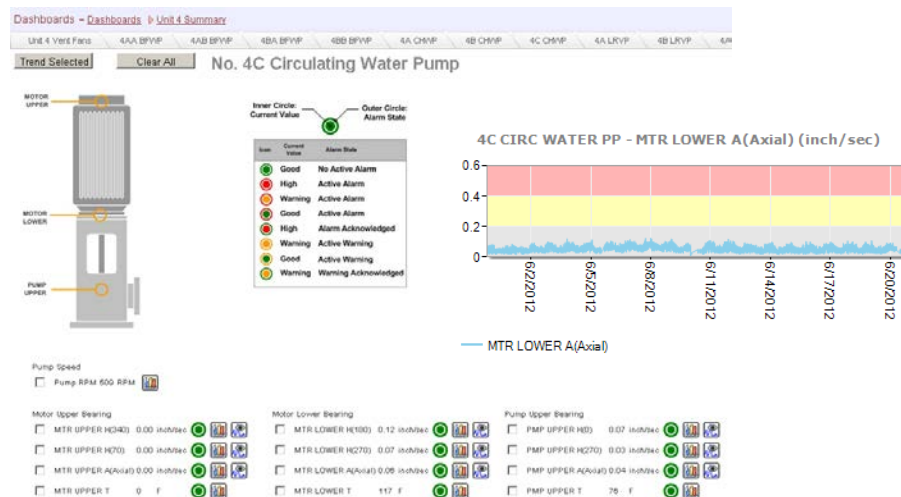 Dashboards - Dashboards Unit 4 Summary
Unit 4 Vent Fans 4AA BFWP 4AB BFWP 4BA BFWP 4BB BFWP 4A CHWP 4B CHWP 4C CHWP 4A LRVP 4B LRVP
Trend Selected Clear All No. 4C Circulating Water Pump
MOTOR UPPER
MOTOR LOWER
PUMP UPPER
Inner Circle: Current Value
Outer Circle: Alarm State
Icon Current Value Alarm State
Good No Active Alarm
High Active Alarm
Warning Active Alarm
Good Active Alarm
High Alarm Acknowledged
Warning Active Warning
Good Active Warning
Warning Warning Acknowledged
4C CIRC WATER PP - MTR LOWER A(Axial) (inch/sec)
0.6
0.4
0.2
0
6/2/2012 6/5/2012 6/8/2012 6/11/2012 6/14/2012 6/17/2012 6/20/2012
MTR LOWER A(Axial)
Pump Speed
Pump RPM 509 RPM
Motor Upper Bearing
MTR UPPER H(340) 0.00 inch/sec
MTR UPPER H(70) 0.00 inch/sec
MTR UPPER A(Axial) 0.00 inch/sec
MTR UPPER T 0 F
Motor Lower Bearing
MTR LOWER H(180) 0.12 inch/sec
MTR LOWER H(270) 0.07 inch/sec
MTR LOWER A(Axial) 0.06 inch/sec
MTR LOWER T 117 F
Pump Upper Bearing
PMP UPPER H(0) 0.07 inch/sec
PMP UPPER H(270) 0.03 inch/sec
PMP UPPER A(Axial) 0.04 inch/sec
PMP UPPER T 76 F